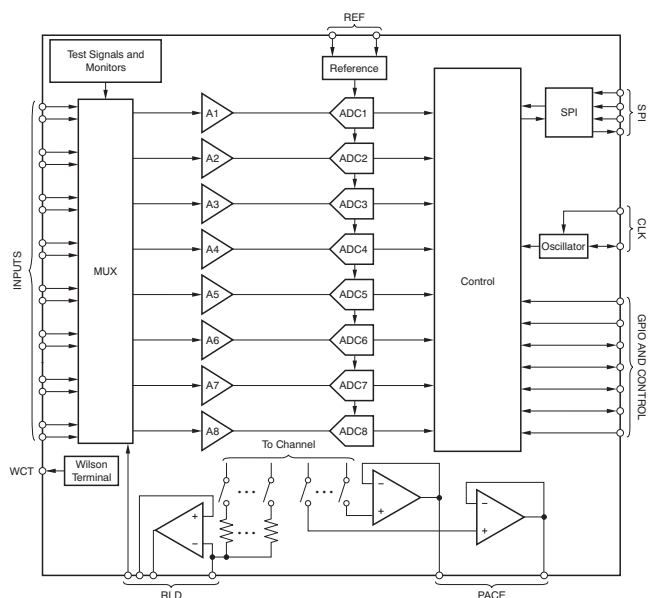 REF
Test Signals and
Monitors
Reference
A1
ADC1
SPI
SPI
A2
ADC2
A3
ADC3
CLK
A4
ADC4
Oscillator
INPUTS
MUX
Control
A5
ADC5
A6
ADC6
GPIO AND CONTROL
A7
ADC7
A8
ADC8
To Channel
WCT
Wilson
Terminal
RLD
PACE